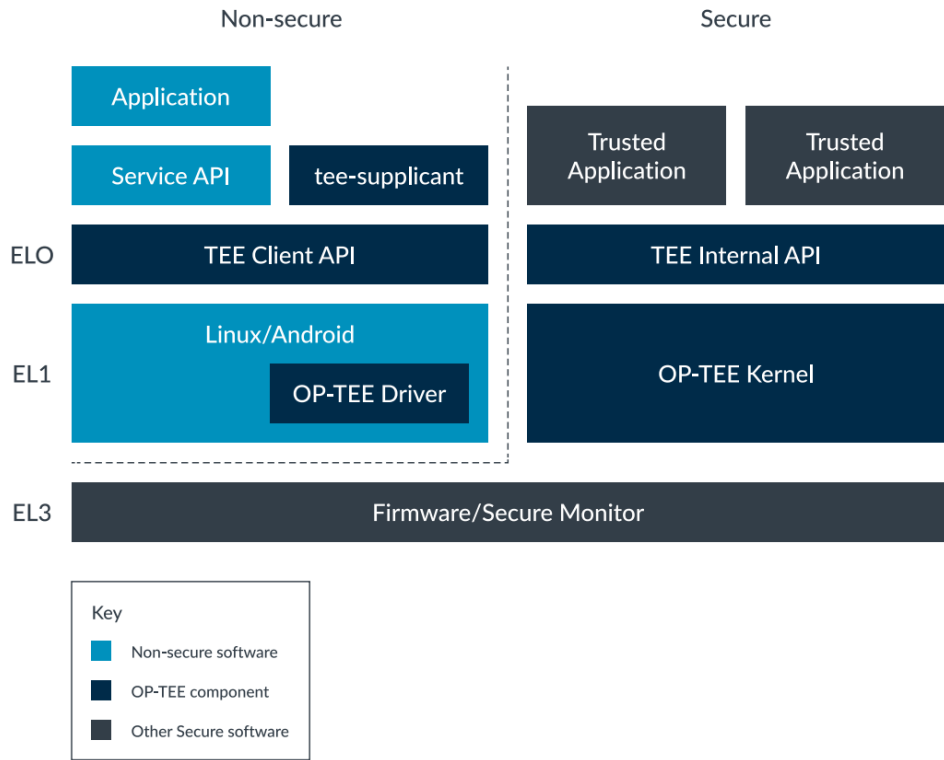 Non-secure
Secure
Application
Service API
tee-supplicant
Trusted
Application
Trusted
Application
EL0
TEE Client API
TEE Internal API
EL1
Linux/Android
OP-TEE Driver
OP-TEE Kernel
EL3
Firmware/Secure Monitor
Key
Non-secure software
OP-TEE component
Other Secure software